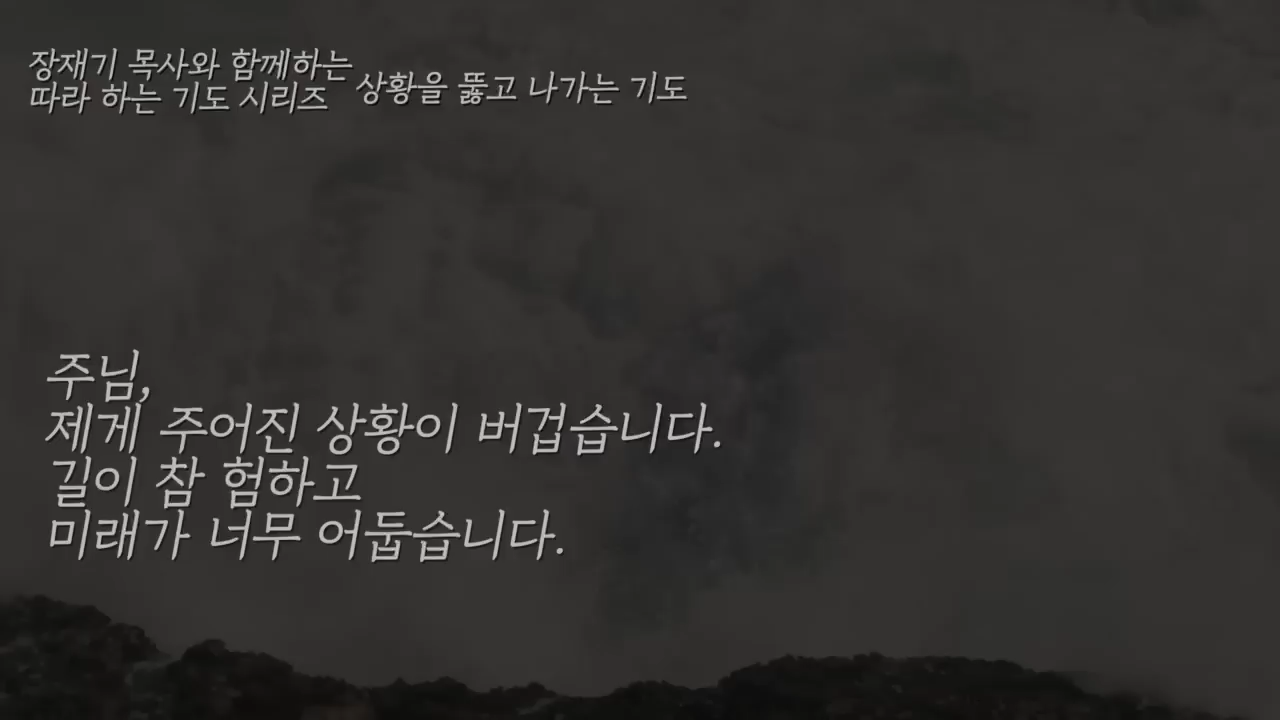 장재기 목사와 함께하는
따라 하는 기도 시리즈
상황을 뚫고 나가는 기도
주님,
제게 주어진 상황이 버겁습니다.
길이 참 험하고
미래가 너무 어둡습니다.